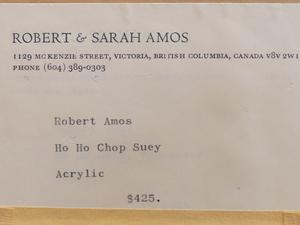 ROBERT & SARAH AMOS
1129 MCKENZIE STREET, VICTORIA, BRITISH COLUMBIA, CANADA V8V 2W1
PHONE (604) 389-0303
Robert Amos
Ho Ho Chop Suey
Acrylic
$425.